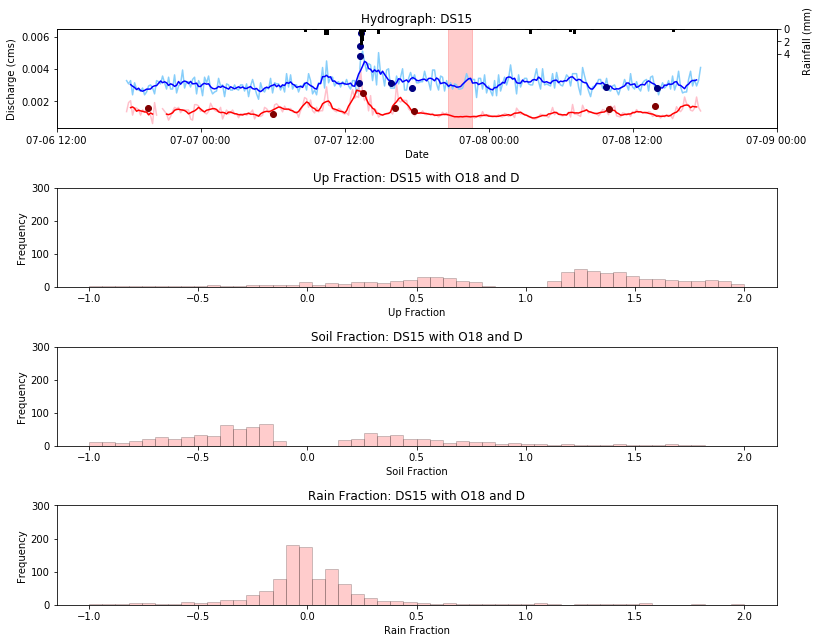 Hydrograph: DS15
0.006
0.004
0.002
Discharge (cms)
0
2
4
Rainfall (mm)
07-06 12:00 07-07 00:00 07-07 12:00 07-08 00:00 07-08 12:00 07-09 00:00
Date
Up Fraction: DS15 with O18 and D
300
200
100
0
Frequency
−1.0 −0.5 0.0 0.5 1.0 1.5 2.0
Up Fraction
Soil Fraction: DS15 with O18 and D
300
200
100
0
Frequency
−1.0 −0.5 0.0 0.5 1.0 1.5 2.0
Soil Fraction
Rain Fraction: DS15 with O18 and D
300
200
100
0
Frequency
−1.0 −0.5 0.0 0.5 1.0 1.5 2.0
Rain Fraction